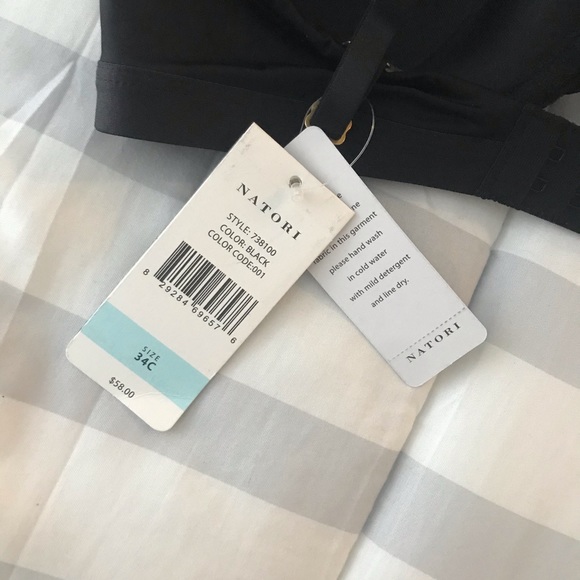 NATORI
STYLE: 738100
COLOR: BLACK
COLOR CODE:001
8 29284 69657 6
SIZE
34C
$58.00
in this garment
please hand wash
in cold water
with mild detergent
and line dry.
NATORI